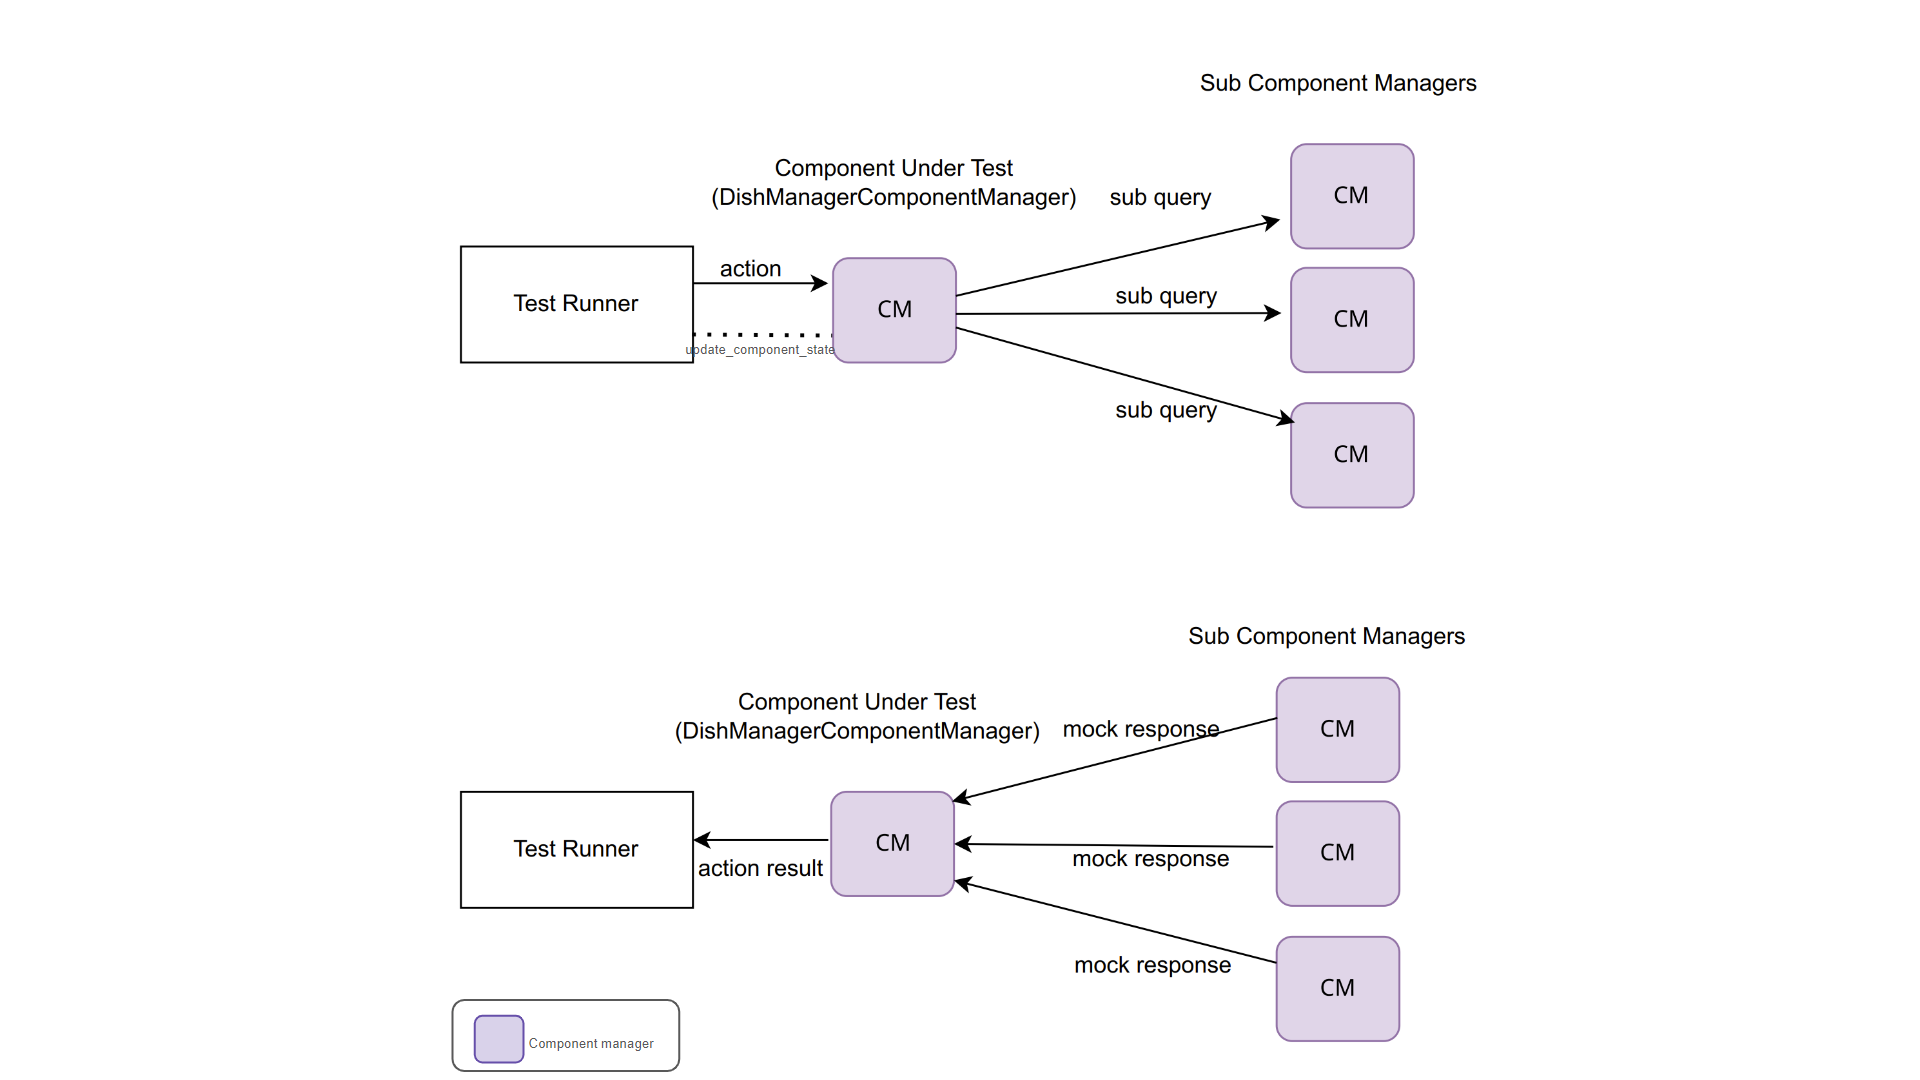 Sub Component Managers
Component Under Test
(DishManagerComponentManager)
sub query
CM
Test Runner
action
CM
sub query
CM
update_component_state
sub query
CM
Sub Component Managers
Component Under Test
(DishManagerComponentManager)
mock response
CM
Test Runner
action result
CM
mock response
CM
mock response
CM
Component manager